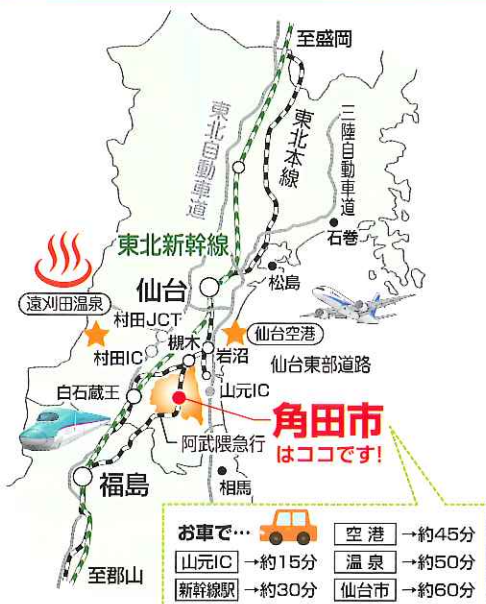 至盛岡
東北自動車道
東北本線
三陸自動車道
石巻
東北新幹線
松島
仙台
遠刈田温泉
村田JCT
仙台空港
槻木
岩沼
村田IC
仙台東部道路
白石蔵王
山元IC
角田市
はココです!
阿武隈急行
福島
相馬
至郡山
お車で…
山元IC→約15分
新幹線駅→約30分
空港→約45分
温泉→約50分
仙台市→約60分